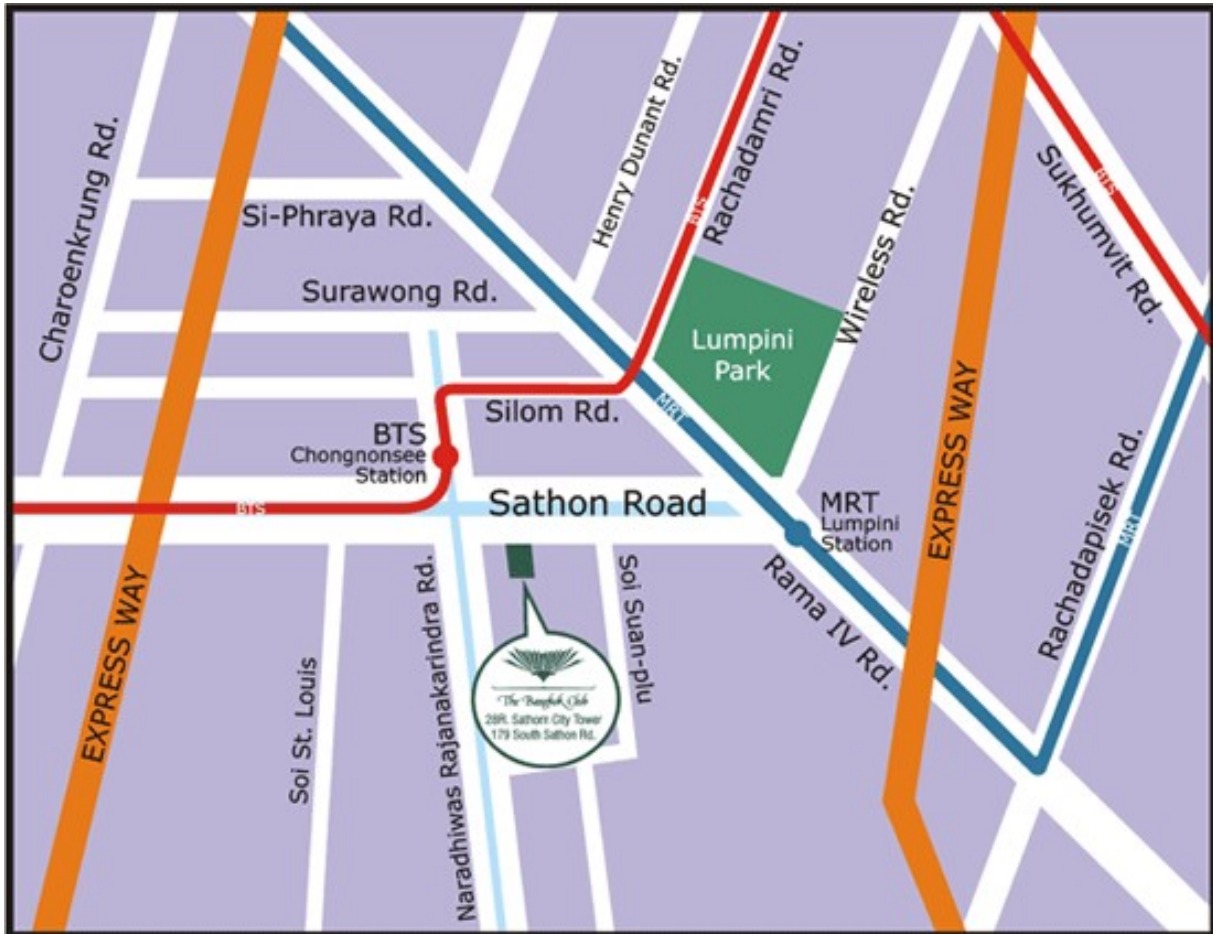 Charoenkrung Rd.
Si-Phraya Rd.
Surawong Rd.
Henry Dunant Rd.
BTS
Rachadamri Rd.
Wireless Rd.
BTS
Sukhumvit Rd.
Lumpini
Park
MRT
Silom Rd.
BTS
Chongnonsee
Station
BTS
Sathon Road
MRT
Lumpini
Station
EXPRESS WAY
MRT
Rachadapisek Rd.
Rama IV Rd.
EXPRESS WAY
Soi St. Louis
Naradhiwas Rajanakarindra Rd.
Soi Suan-plu
The Bangkok Club
28R. Sathorn City Tower
179 South Sathon Rd.